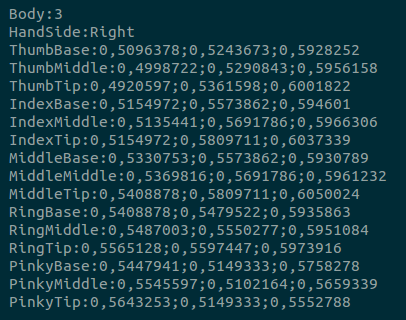 Body:3
HandSide:Right
ThumbBase:0,5096378;0,5243673;0,5928252
ThumbMiddle:0,4998722;0,5290843;0,5956158
ThumbTip:0,4920597;0,5361598;0,6001822
IndexBase:0,5154972;0,5573862;0,594601
IndexMiddle:0,5135441;0,5691786;0,5966306
IndexTip:0,5154972;0,5809711;0,6037339
MiddleBase:0,5330753;0,5573862;0,5930789
MiddleMiddle:0,5369816;0,5691786;0,5961232
MiddleTip:0,5408878;0,5809711;0,6050024
RingBase:0,5408878;0,5479522;0,5935863
RingMiddle:0,5487003;0,5550277;0,5951084
RingTip:0,5565128;0,5597447;0,5973916
PinkyBase:0,5447941;0,5149333;0,5758278
PinkyMiddle:0,5545597;0,5102164;0,5659339
PinkyTip:0,5643253;0,5149333;0,5552788